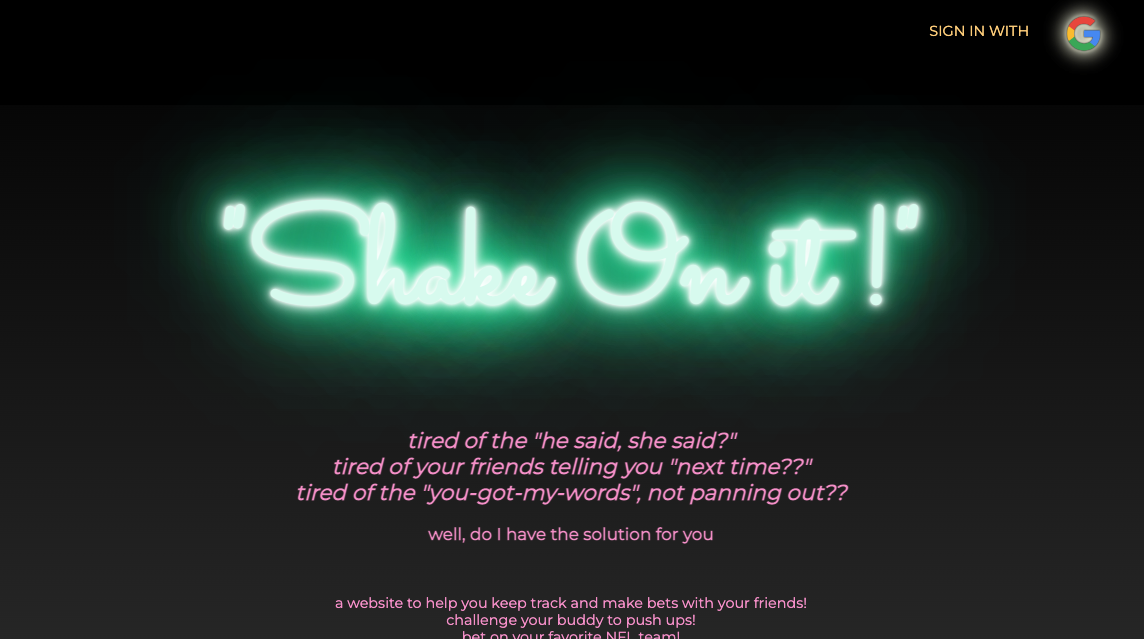 SIGN IN WITH
"Shake On it!"
tired of the "he said, she said?"
tired of your friends telling you "next time??"
tired of the "you-got-my-words", not panning out??
well, do I have the solution for you
a website to help you keep track and make bets with your friends!
challenge your buddy to push ups!
bet on your favorite NFL team!